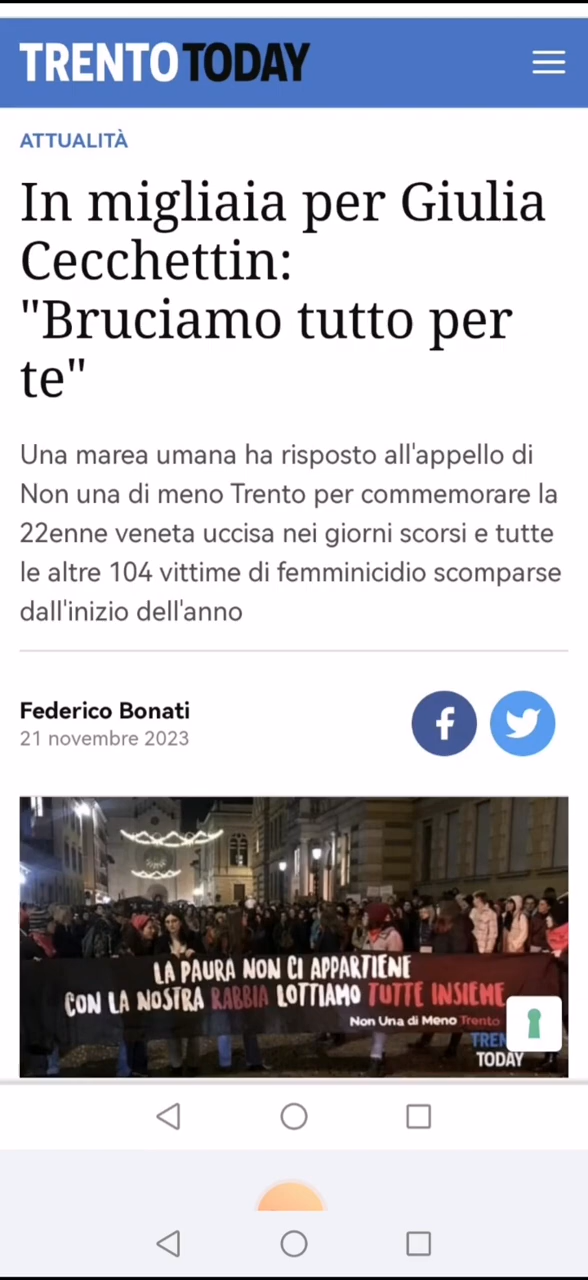 TRENTOTODAY
ATTUALITÀ
In migliaia per Giulia
Cecchettin:
"Bruciamo tutto per
te"
Una marea umana ha risposto all'appello di
Non una di meno Trento per commemorare la
22enne veneta uccisa nei giorni scorsi e tutte
le altre 104 vittime di femminicidio scomparse
dall'inizio dell'anno
Federico Bonati
21 novembre 2023
LA PAURA NON CI APPARTIENE
CON LA NOSTRA RABBIA LOTTIAMO TUTTE INSIEME
Non Una di Meno Trento
TREN
TODAY